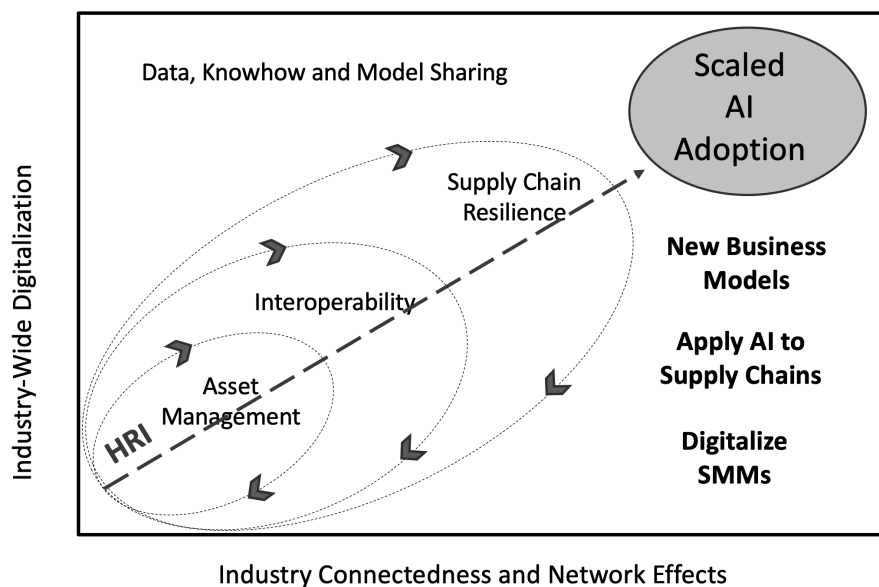 Data, Knowhow and Model Sharing
Scaled
AI
Adoption
Supply Chain
Resilience
New Business
Models
Interoperability
Apply AI to
Supply Chains
Asset
Management
HRI
Digitalize
SMMs
Industry-Wide Digitalization
Industry Connectedness and Network Effects